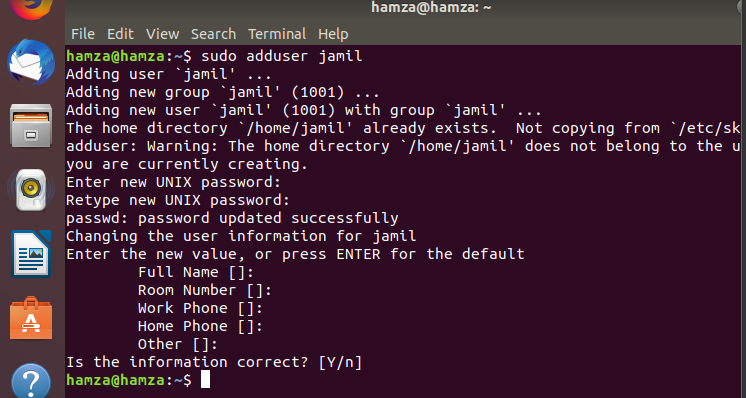 hamza@hamza: ~
File Edit View Search Terminal Help
hamza@hamza:~$ sudo adduser jamil
Adding user `jamil' ...
Adding new group `jamil' (1001) ...
Adding new user `jamil' (1001) with group `jamil' ...
The home directory `/home/jamil' already exists.  Not copying from `/etc/sk
adduser: Warning: The home directory `/home/jamil' does not belong to the u
you are currently creating.
Enter new UNIX password:
Retype new UNIX password:
passwd: password updated successfully
Changing the user information for jamil
Enter the new value, or press ENTER for the default
        Full Name []:
        Room Number []:
        Work Phone []:
        Home Phone []:
        Other []:
Is the information correct? [Y/n]
hamza@hamza:~$